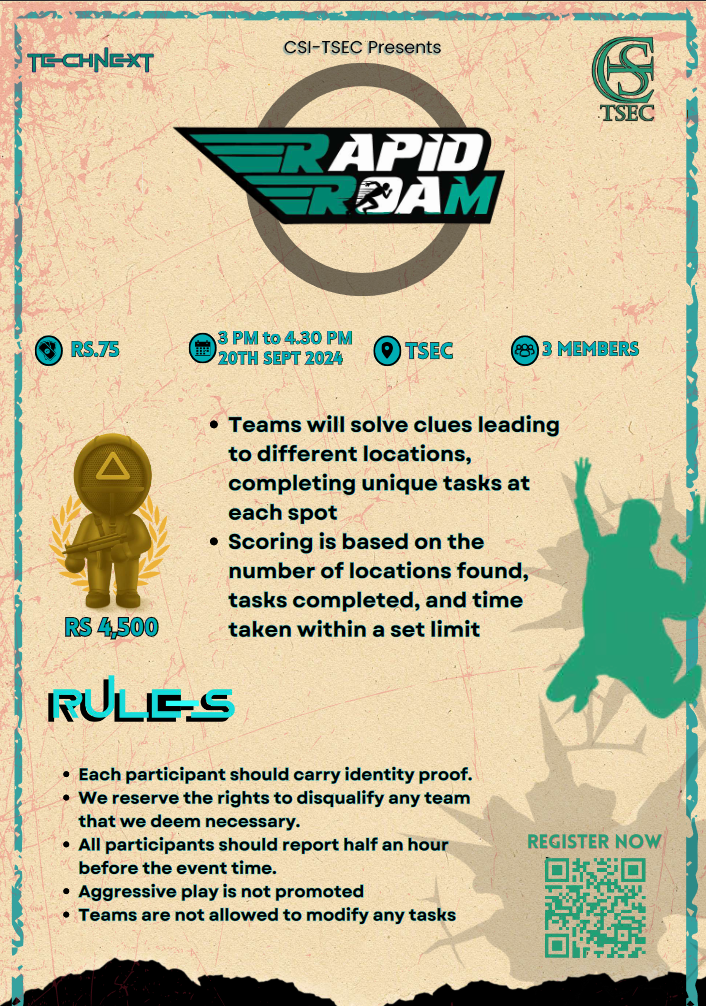 CSI-TSEC Presents
TECHNEXT
CSE
TSEC
RAPID
ROAM
RS.75
3 PM to 4.30 PM
20TH SEPT 2024
TSEC
3 MEMBERS
• Teams will solve clues leading
to different locations,
completing unique tasks at
each spot
• Scoring is based on the
number of locations found,
tasks completed, and time
taken within a set limit
RS 4,500
RULES
• Each participant should carry identity proof.
• We reserve the rights to disqualify any team
that we deem necessary.
• All participants should report half an hour
before the event time.
• Aggressive play is not promoted
• Teams are not allowed to modify any tasks
REGISTER NOW